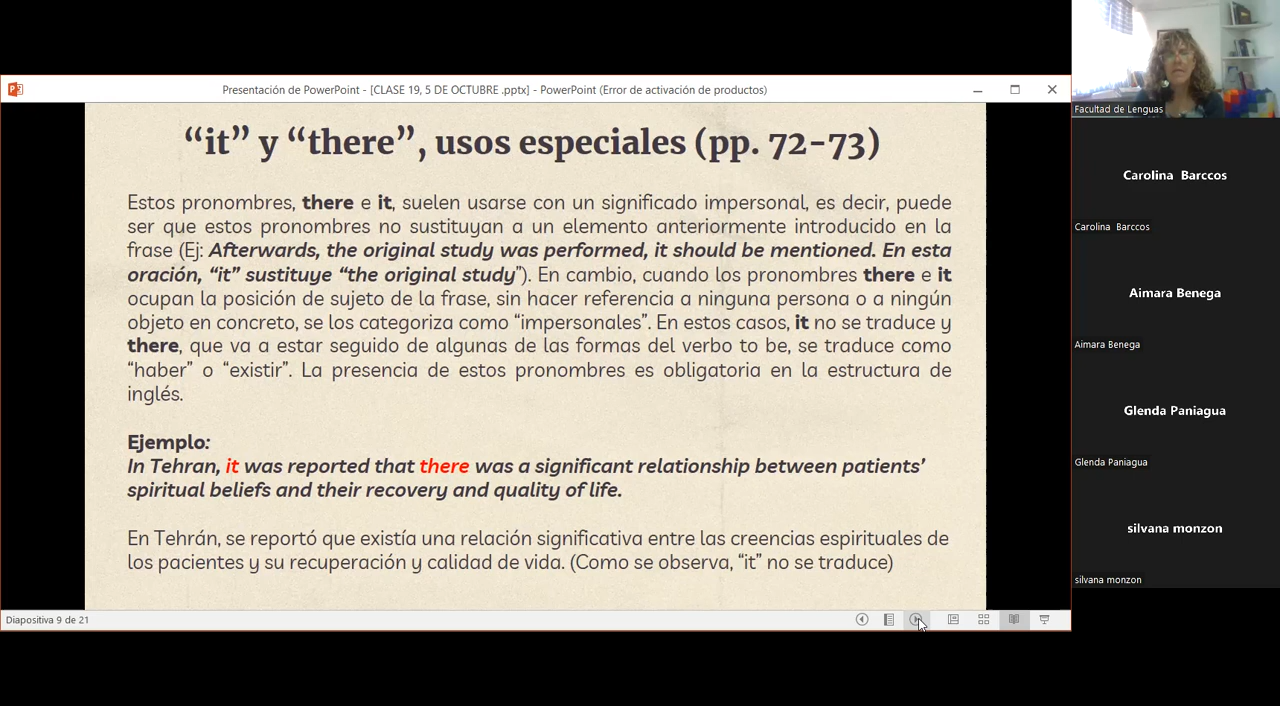 Presentación de PowerPoint - [CLASE 19, 5 DE OCTUBRE .pptx] - PowerPoint (Error de activación de productos)
“it” y “there”, usos especiales (pp. 72-73)
Estos pronombres, there e it, suelen usarse con un significado impersonal, es decir, puede
ser que estos pronombres no sustituyan a un elemento anteriormente introducido en la
frase (Ej: Afterwards, the original study was performed, it should be mentioned. En esta
oración, “it” sustituye “the original study”). En cambio, cuando los pronombres there e it
ocupan la posición de sujeto de la frase, sin hacer referencia a ninguna persona o a ningún
objeto en concreto, se los categoriza como “impersonales”. En estos casos, it no se traduce y
there, que va a estar seguido de algunas de las formas del verbo to be, se traduce como
“haber” o “existir”. La presencia de estos pronombres es obligatoria en la estructura de
inglés.
Ejemplo:
In Tehran, it was reported that there was a significant relationship between patients’
spiritual beliefs and their recovery and quality of life.
En Tehrán, se reportó que existía una relación significativa entre las creencias espirituales de
los pacientes y su recuperación y calidad de vida. (Como se observa, “it” no se traduce)
Diapositiva 9 de 21
Facultad de Lenguas
Carolina Barccos
Carolina Barccos
Aimara Benega
Aimara Benega
Glenda Paniagua
Glenda Paniagua
silvana monzon
silvana monzon